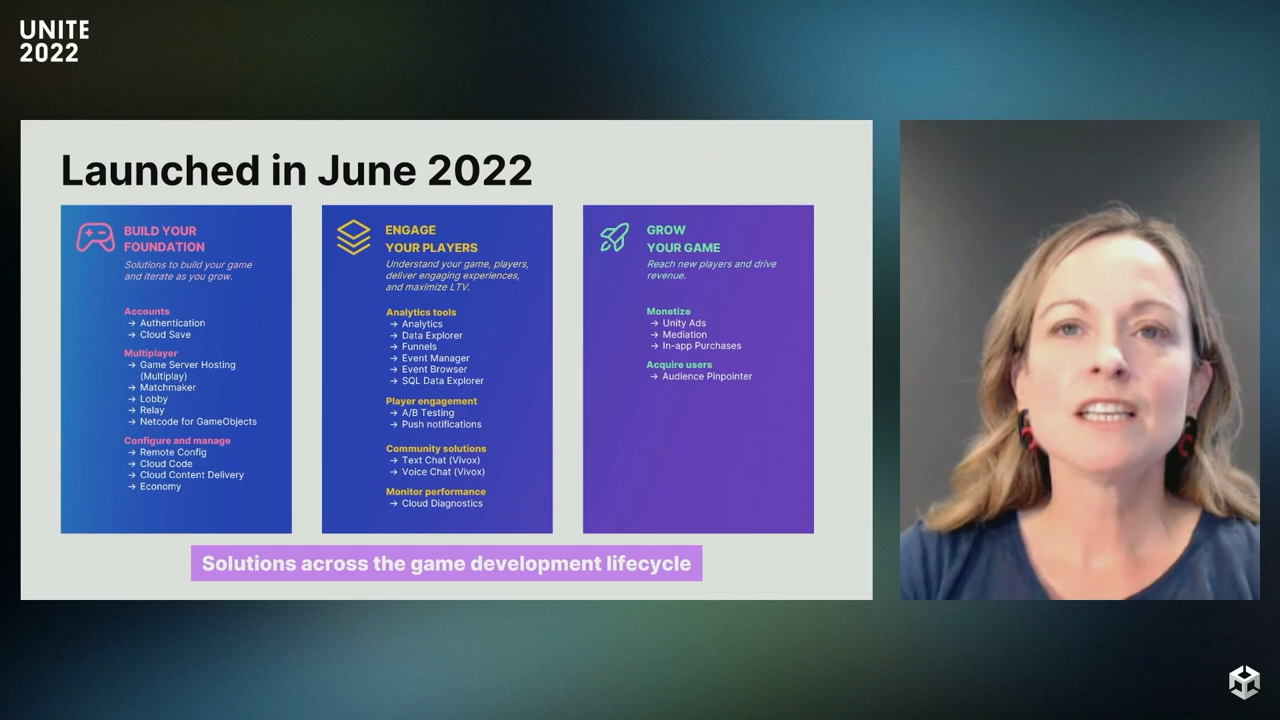 UNITE
2022
Launched in June 2022
BUILD YOUR
FOUNDATION
Solutions to build your game
and iterate as you grow.
Accounts
→ Authentication
→ Cloud Save
Multiplayer
→ Game Server Hosting
(Multiplay)
→ Matchmaker
→ Lobby
→ Relay
→ Netcode for GameObjects
Configure and manage
→ Remote Config
→ Cloud Code
→ Cloud Content Delivery
→ Economy
ENGAGE
YOUR PLAYERS
Understand your game, players,
deliver engaging experiences,
and maximize LTV.
Analytics tools
→ Analytics
→ Data Explorer
→ Funnels
→ Event Manager
→ Event Browser
→ SQL Data Explorer
Player engagement
→ A/B Testing
→ Push notifications
Community solutions
→ Text Chat (Vivox)
→ Voice Chat (Vivox)
Monitor performance
→ Cloud Diagnostics
GROW
YOUR GAME
Reach new players and drive
revenue.
Monetize
→ Unity Ads
→ Mediation
→ In-app Purchases
Acquire users
→ Audience Pinpointer
Solutions across the game development lifecycle